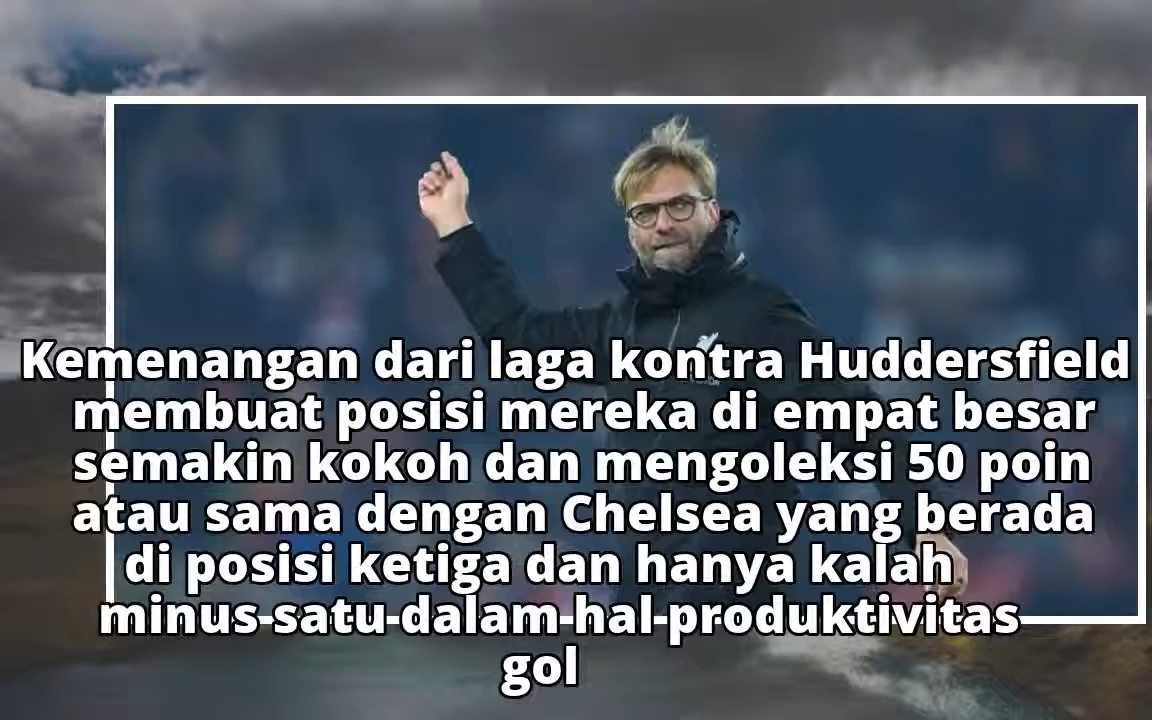 Kemenangan dari laga kontra Huddersfield
membuat posisi mereka di empat besar
semakin kokoh dan mengoleksi 50 poin
atau sama dengan Chelsea yang berada
di posisi ketiga dan hanya kalah
minus satu dalam hal produktivitas
gol